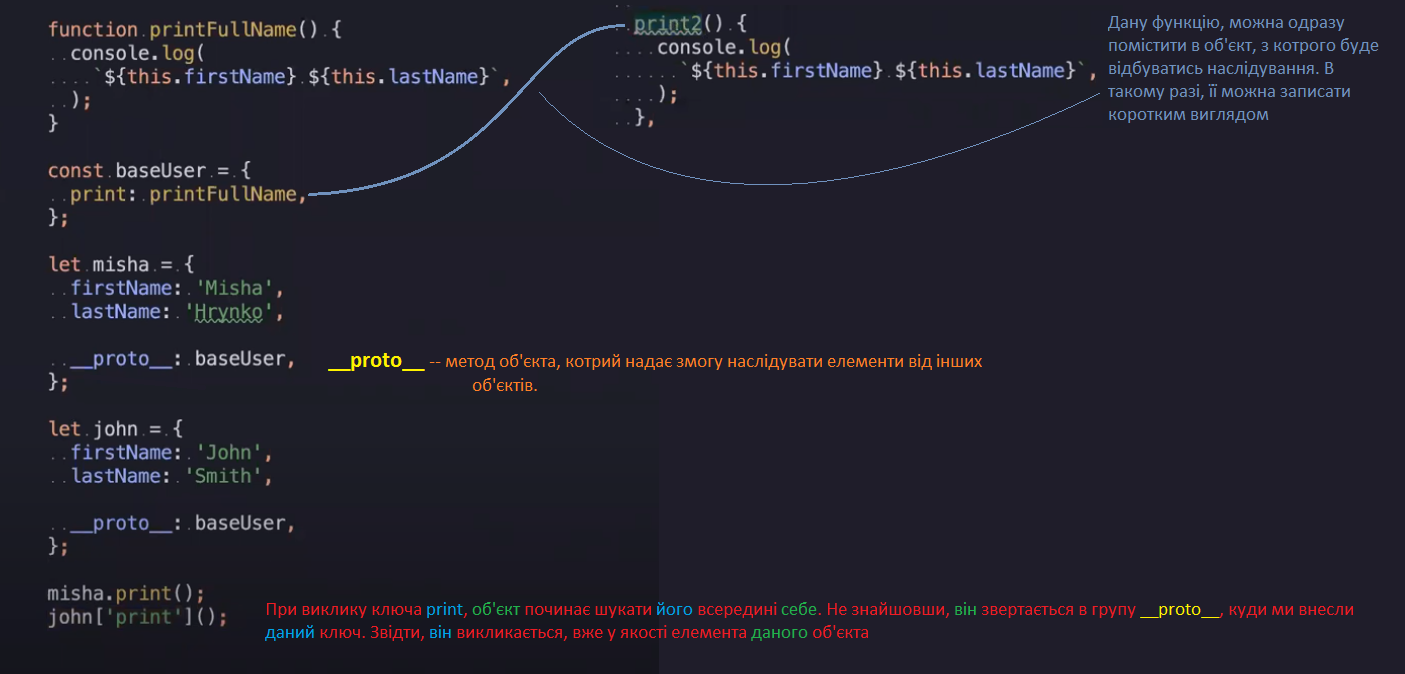 function printFullName() {
console.log(
`${this.firstName} ${this.lastName}`,
);
}
const baseUser = {
print: printFullName,
};
let misha = {
firstName: 'Misha',
lastName: 'Hrynko',
__proto__: baseUser,
};
let john = {
firstName: 'John',
lastName: 'Smith',
__proto__: baseUser,
};
misha.print();
john['print']();
print2() {
console.log(
`${this.firstName} ${this.lastName}`,
);
},
Дану функцію, можна одразу
помістити в об'єкт, з котрого буде
відбуватись наслідування. В
такому разі, її можна записати
коротким виглядом
__proto__ -- метод об'єкта, котрий надає змогу наслідувати елементи від інших
об'єктів.
При виклику ключа print, об'єкт починає шукати його всередині себе. Не знайшовши, він звертається в групу __proto__, куди ми внесли
даний ключ. Звідти, він викликається, вже у якості елемента даного об'єкта